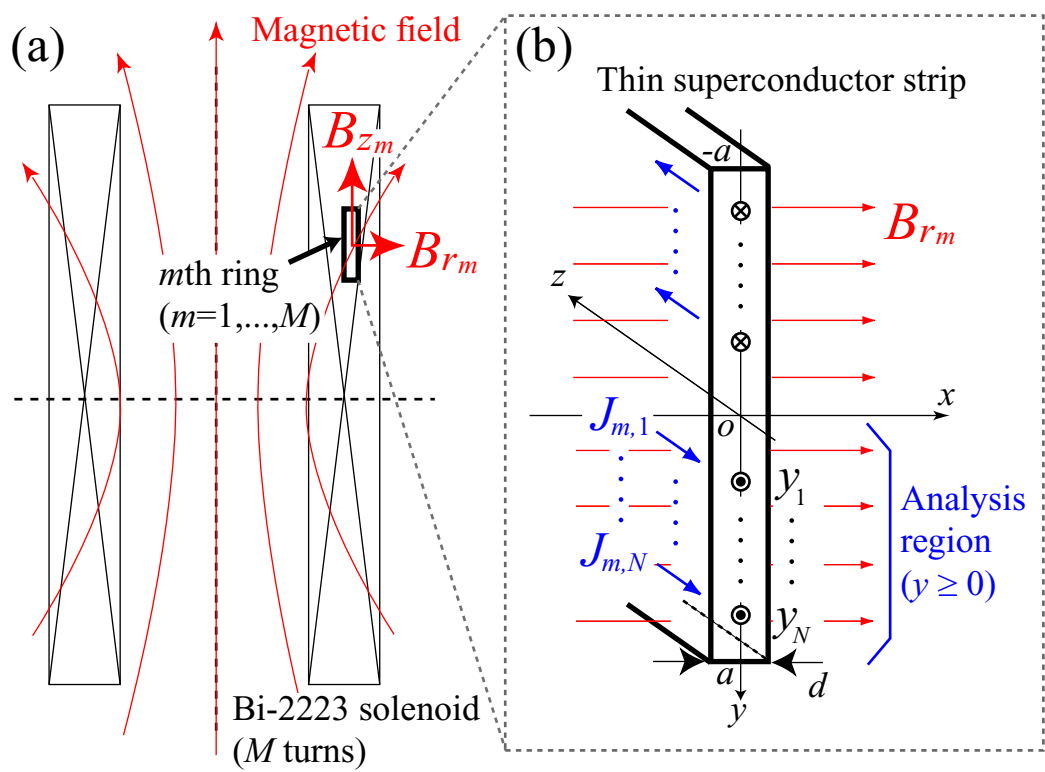 (a)
Magnetic field
B_{z_m}
B_{r_m}
mth ring
(m=1,...,M)
Bi-2223 solenoid
(M turns)
(b)
Thin superconductor strip
-a
B_{r_m}
z
x
o
J_{m,1}
y_1
Analysis
region
(y ≥ 0)
J_{m,N}
y_N
a
d
y